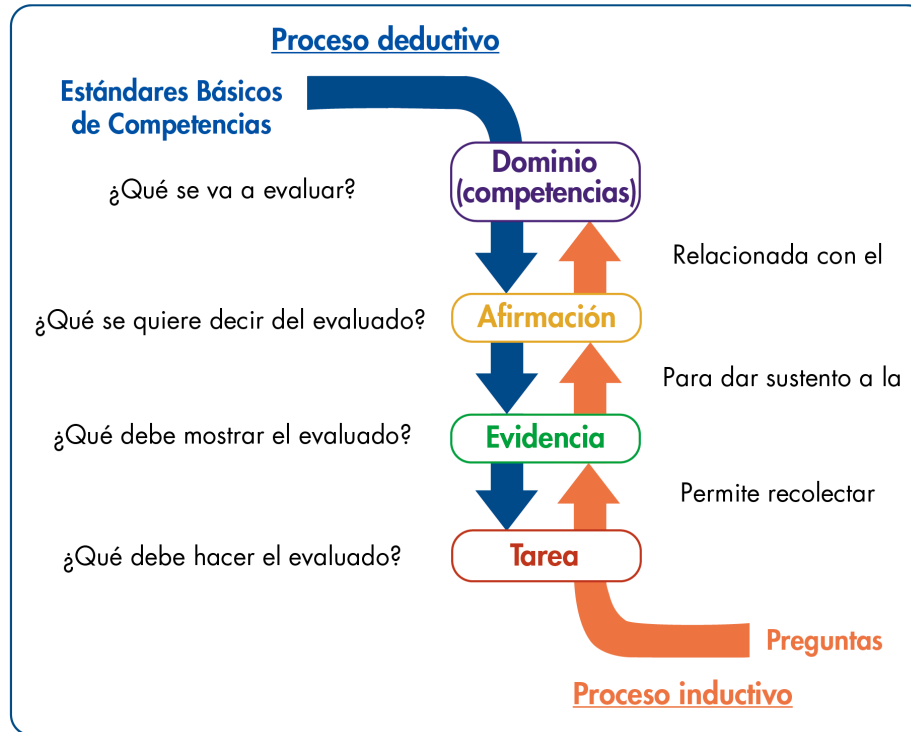 Proceso deductivo
Estándares Básicos
de Competencias
Dominio
(competencias)
¿Qué se va a evaluar?
Relacionada con el
Afirmación
¿Qué se quiere decir del evaluado?
Para dar sustento a la
¿Qué debe mostrar el evaluado?
Evidencia
Permite recolectar
¿Qué debe hacer el evaluado?
Tarea
Preguntas
Proceso inductivo